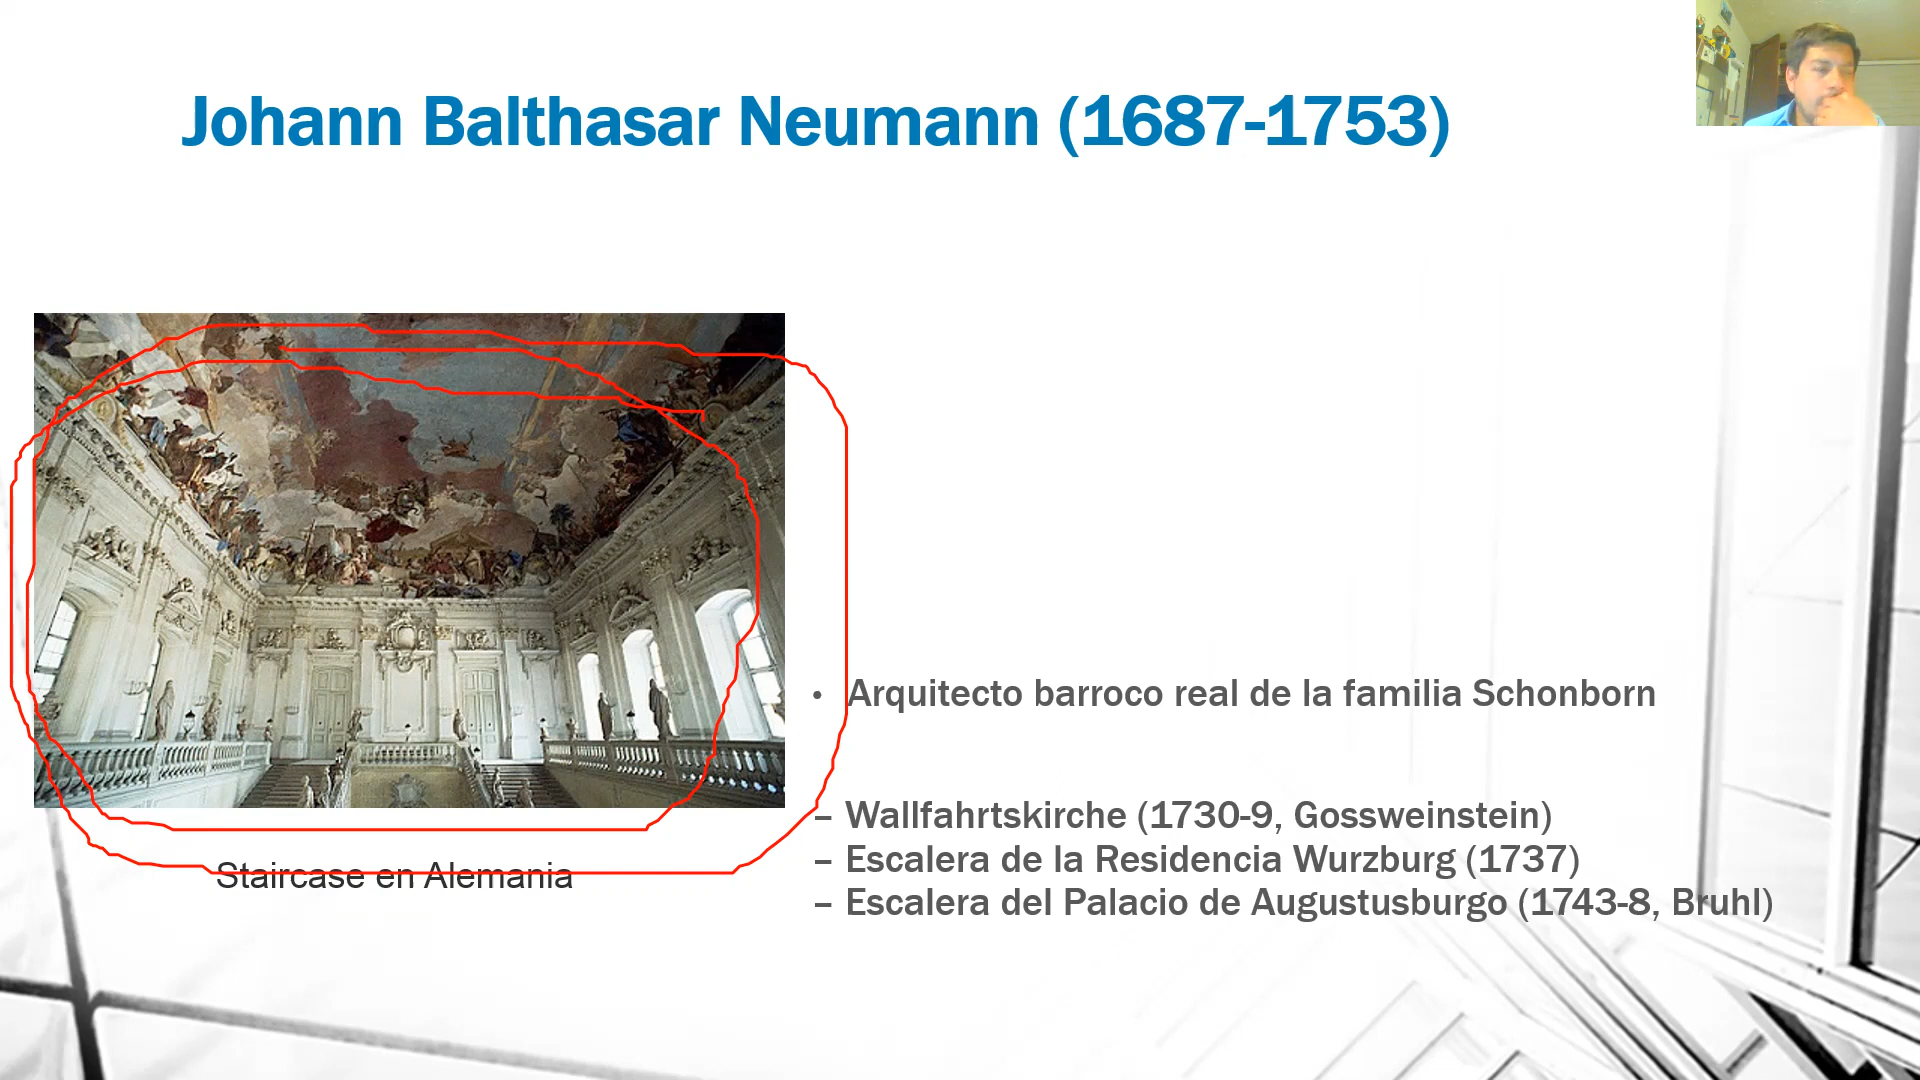 Johann Balthasar Neumann (1687-1753)
• Arquitecto barroco real de la familia Schonborn
– Wallfahrtskirche (1730-9, Gossweinstein)
– Escalera de la Residencia Wurzburg (1737)
– Escalera del Palacio de Augustusburgo (1743-8, Bruhl)
Staircase en Alemania